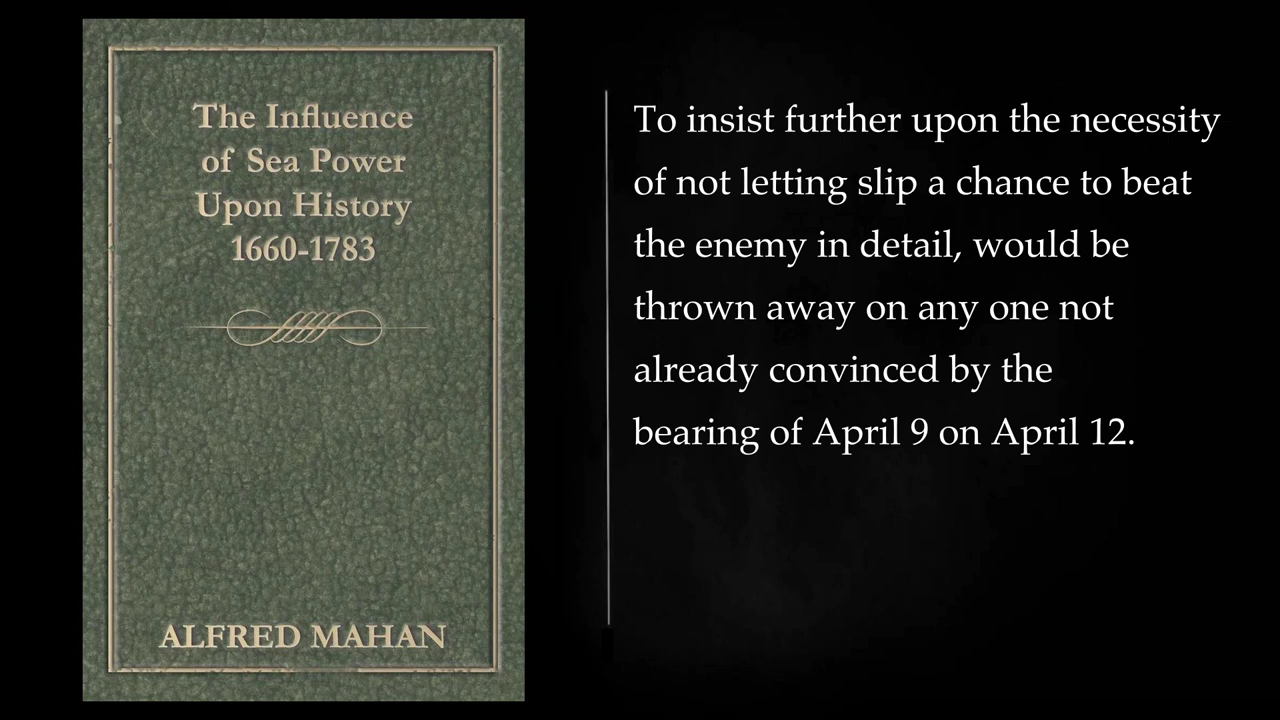 The Influence
of Sea Power
Upon History
1660-1783
ALFRED MAHAN
To insist further upon the necessity
of not letting slip a chance to beat
the enemy in detail, would be
thrown away on any one not
already convinced by the
bearing of April 9 on April 12.